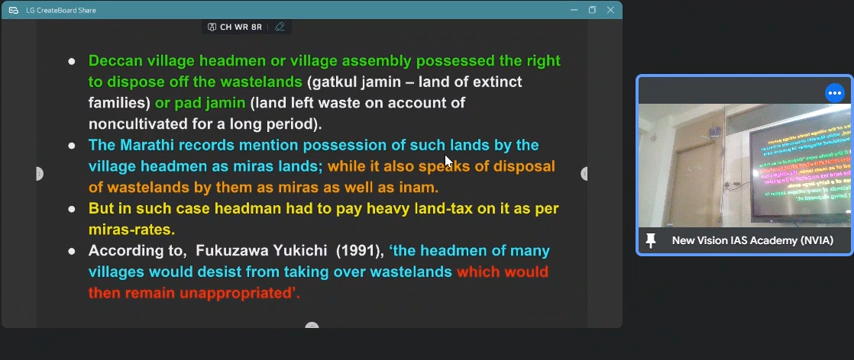 LG CreateBoard Share
CH WR 8R
● Deccan village headmen or village assembly possessed the right
to dispose off the wastelands (gatkul jamin – land of extinct
families) or pad jamin (land left waste on account of
noncultivated for a long period).
● The Marathi records mention possession of such lands by the
village headmen as miras lands; while it also speaks of disposal
of wastelands by them as miras as well as inam.
● But in such case headman had to pay heavy land-tax on it as per
miras-rates.
● According to, Fukuzawa Yukichi (1991), ‘the headmen of many
villages would desist from taking over wastelands which would
then remain unappropriated’.
New Vision IAS Academy (NVIA)